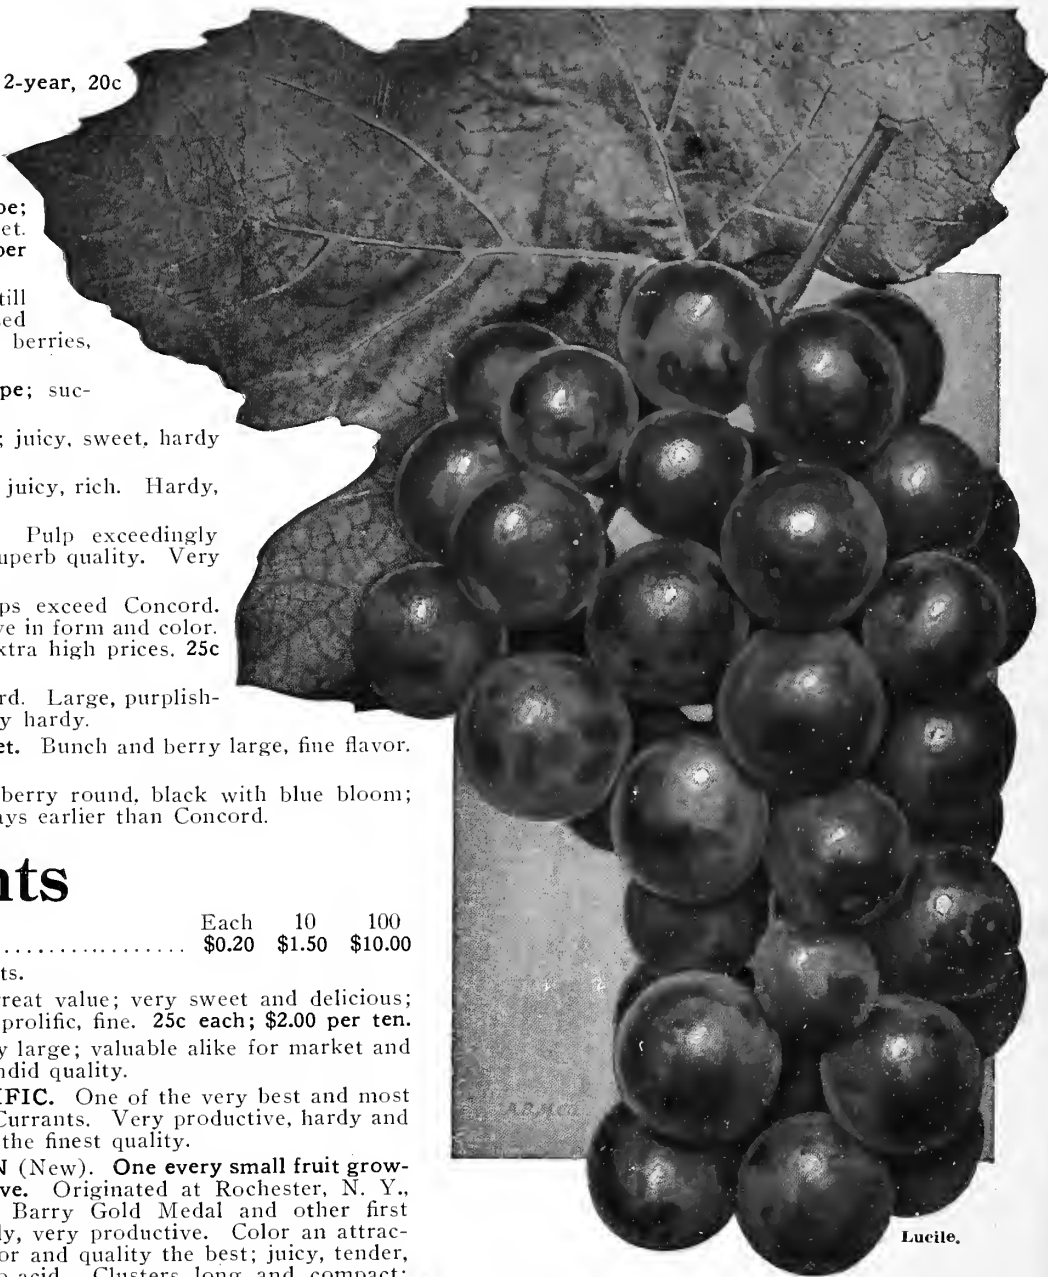 2-year, 20c
pe;
et.
per
till
ed
berries,
pe; suc-
; juicy, sweet, hardy
juicy, rich. Hardy,
Pulp exceedingly
uperb quality. Very
ps exceed Concord.
ve in form and color.
xtra high prices. 25c
rd. Large, purplish-
y hardy.
et. Bunch and berry large, fine flavor.
berry round, black with blue bloom;
ays earlier than Concord.
nts
Each 10 100
................. $0.20 $1.50 $10.00
ts.
reat value; very sweet and delicious;
prolific, fine. 25c each; $2.00 per ten.
y large; valuable alike for market and
ndid quality.
IFIC. One of the very best and most
Currants. Very productive, hardy and
the finest quality.
N (New). One every small fruit grow-
ve. Originated at Rochester, N. Y.,
Barry Gold Medal and other first
ly, very productive. Color an attrac-
or and quality the best; juicy, tender,
acid. Clusters long and compact;
A.B.M.Co.
Lucile.